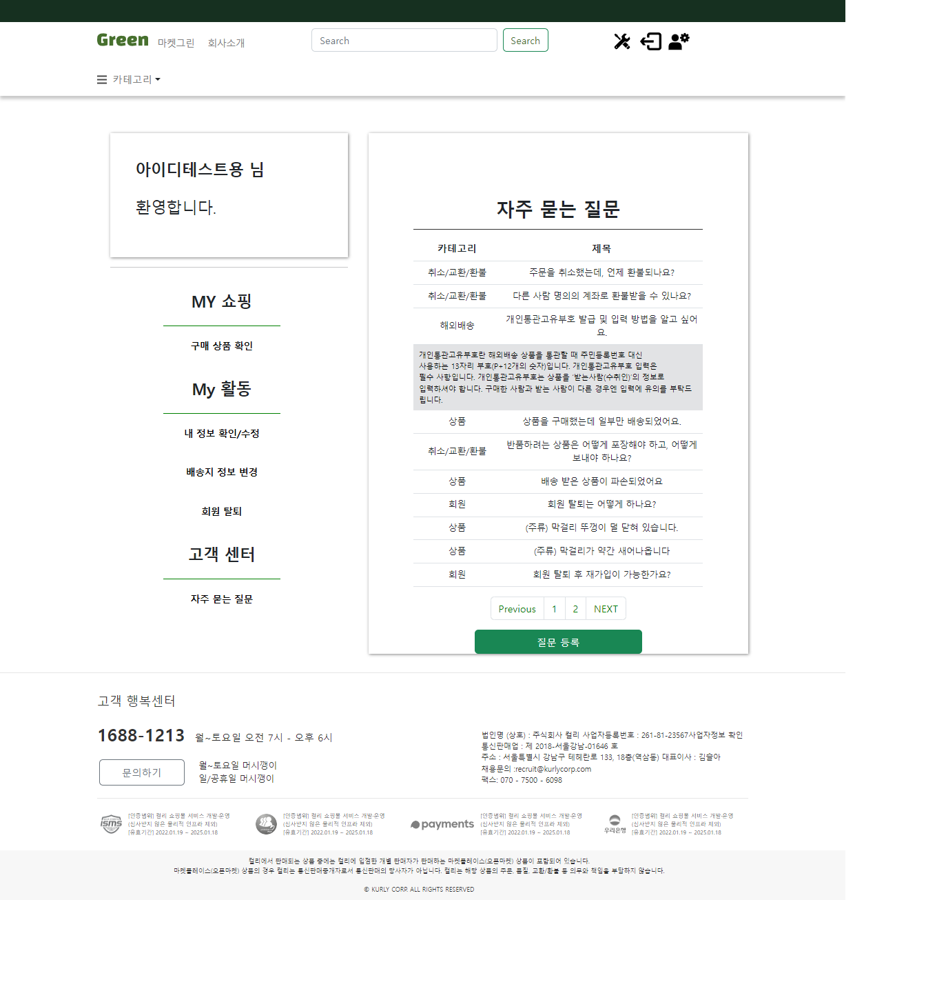 Green 마켓그린 회사소개 Search Search
카테고리
아이디테스트용 님
환영합니다.
MY 쇼핑
구매 상품 확인
My 활동
내 정보 확인/수정
배송지 정보 변경
회원 탈퇴
고객 센터
자주 묻는 질문
자주 묻는 질문
카테고리 제목
취소/교환/환불 주문을 취소했는데, 언제 환불되나요?
취소/교환/환불 다른 사람 명의의 계좌로 환불받을 수 있나요?
해외배송 개인통관고유부호 발급 및 입력 방법을 알고 싶어
요.
개인통관고유부호란 해외배송 상품을 통관할 때 주민등록번호 대신
사용하는 13자리 부호(P+12개의 숫자)입니다. 개인통관고유부호 입력은
필수 사항입니다. 개인통관고유부호는 상품을 '받는사람(수취인)'의 정보로
입력하셔야 합니다. 구매한 사람과 받는 사람이 다른 경우엔 입력에 유의를 부탁드
립니다.
상품 상품을 구매했는데 일부만 배송되었어요.
취소/교환/환불 반품하려는 상품은 어떻게 포장해야 하고, 어떻게
보내야 하나요?
상품 배송 받은 상품이 파손되었어요
회원 회원 탈퇴는 어떻게 하나요?
상품 (주류) 막걸리 뚜껑이 덜 닫혀 있습니다.
상품 (주류) 막걸리가 약간 새어나옵니다
회원 회원 탈퇴 후 재가입이 가능한가요?
Previous 1 2 NEXT
질문 등록
고객 행복센터
1688-1213 월~토요일 오전 7시 - 오후 6시
문의하기
월~토요일 머시깽이
일/공휴일 머시깽이
법인명 (상호) : 주식회사 컬리 사업자등록번호 : 261-81-23567사업자정보 확인
통신판매업 : 제 2018-서울강남-01646 호
주소 : 서울특별시 강남구 테헤란로 133, 18층(역삼동) 대표이사 : 김슬아
채용문의 :recruit@kurlycorp.com
팩스: 070 - 7500 - 6098
isms
[인증범위] 컬리 쇼핑몰 서비스 개발·운영
(심사받지 않은 물리적 인프라 제외)
[유효기간] 2022.01.19 ~ 2025.01.18
[인증범위] 컬리 쇼핑몰 서비스 개발·운영
(심사받지 않은 물리적 인프라 제외)
[유효기간] 2022.01.19 ~ 2025.01.18
payments
[인증범위] 컬리 쇼핑몰 서비스 개발·운영
(심사받지 않은 물리적 인프라 제외)
[유효기간] 2022.01.19 ~ 2025.01.18
우리은행
[인증범위] 컬리 쇼핑몰 서비스 개발·운영
(심사받지 않은 물리적 인프라 제외)
[유효기간] 2022.01.19 ~ 2025.01.18
컬리에서 판매되는 상품 중에는 컬리에 입점한 개별 판매자가 판매하는 마켓플레이스(오픈마켓) 상품이 포함되어 있습니다.
마켓플레이스(오픈마켓) 상품의 경우 컬리는 통신판매중개자로서 통신판매의 당사자가 아닙니다. 컬리는 해당 상품의 주문, 품질, 교환/환불 등 의무와 책임을 부담하지 않습니다.
© KURLY CORP. ALL RIGHTS RESERVED